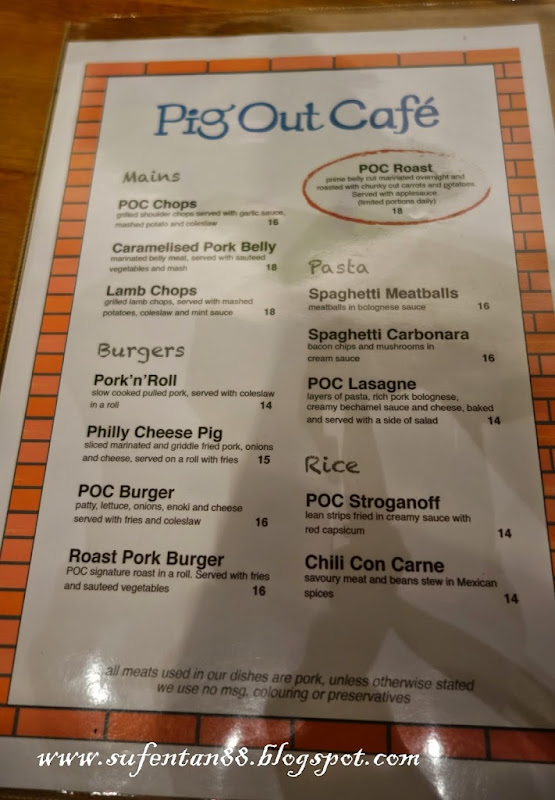 Pig Out Café
Mains
POC Chops
grilled shoulder chops served with garlic sauce,
mashed potato and coleslaw 16
Caramelised Pork Belly
marinated belly meat, served with sauteed
vegetables and mash 18
Lamb Chops
grilled lamb chops, served with mashed
potatoes, coleslaw and mint sauce 18
Burgers
Pork'n'Roll
slow cooked pulled pork, served with coleslaw
in a roll 14
Philly Cheese Pig
sliced marinated and griddle fried pork, onions
and cheese, served on a roll with fries 15
POC Burger
patty, lettuce, onions, enoki and cheese
served with fries and coleslaw 16
Roast Pork Burger
POC signature roast in a roll. Served with fries
and sauteed vegetables 16
POC Roast
prime belly cut marinated overnight and
roasted with chunky cut carrots and potatoes.
Served with applesauce.
(limited portions daily)
18
Pasta
Spaghetti Meatballs
meatballs in bolognese sauce 16
Spaghetti Carbonara
bacon chips and mushrooms in
cream sauce 16
POC Lasagne
layers of pasta, rich pork bolognese,
creamy bechamel sauce and cheese, baked
and served with a side of salad 14
Rice
POC Stroganoff
lean strips fried in creamy sauce with
red capsicum 14
Chili Con Carne
savoury meat and beans stew in Mexican
spices 14
all meats used in our dishes are pork, unless otherwise stated
we use no msg, colouring or preservatives
www.sufentan88.blogspot.com